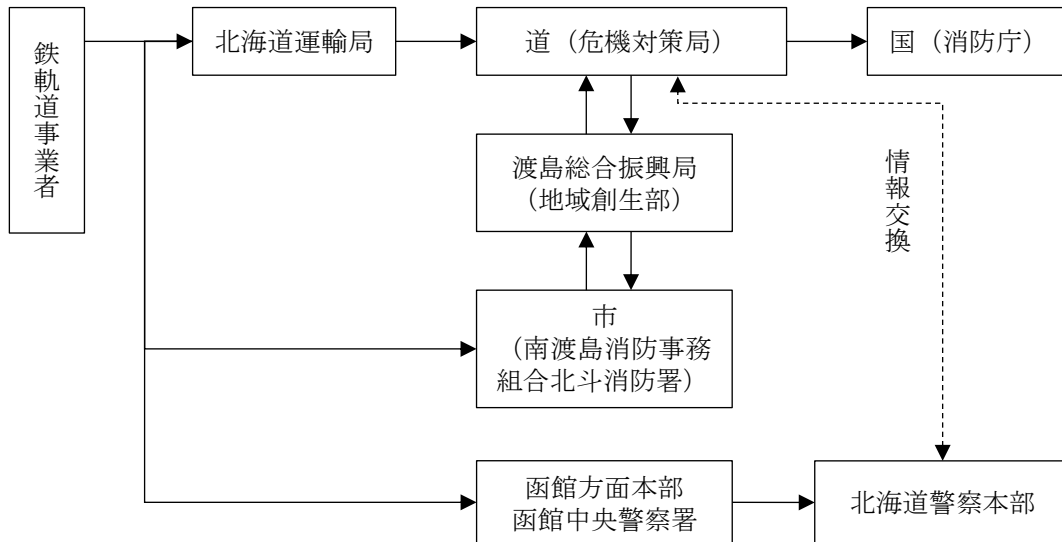 鉄軌道事業者
北海道運輸局
道（危機対策局）
国（消防庁）
渡島総合振興局
（地域創生部）
情報交換
市
（南渡島消防事務
組合北斗消防署）
函館方面本部
函館中央警察署
北海道警察本部